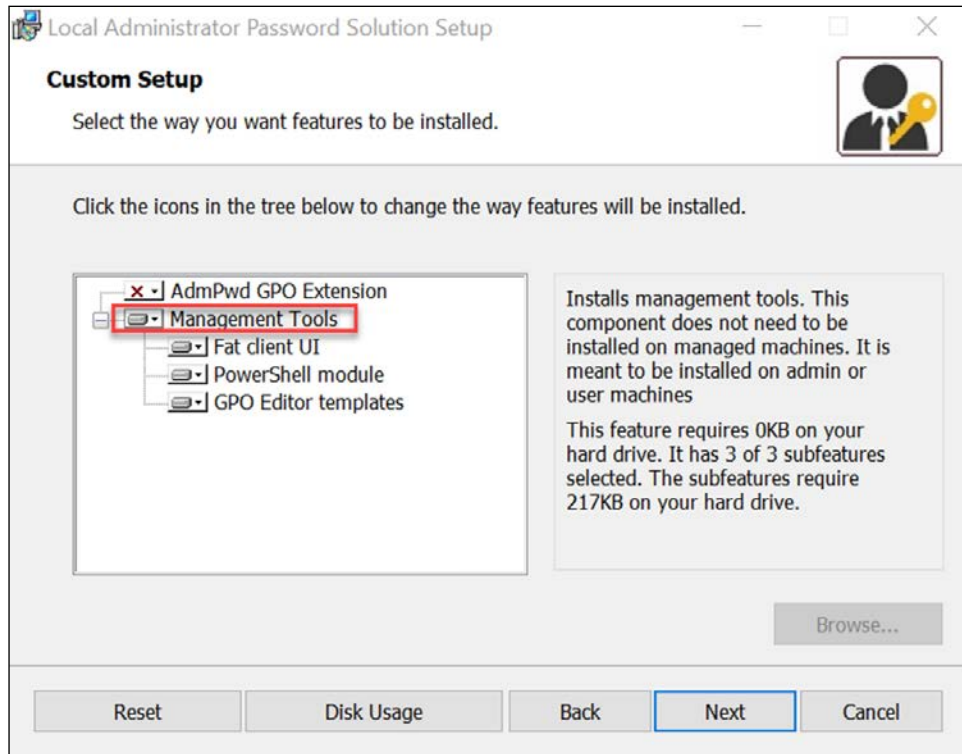 Local Administrator Password Solution Setup
Custom Setup
Select the way you want features to be installed.
Click the icons in the tree below to change the way features will be installed.
AdmPwd GPO Extension
Management Tools
Fat client UI
PowerShell module
GPO Editor templates
Installs management tools. This
component does not need to be
installed on managed machines. It is
meant to be installed on admin or
user machines
This feature requires 0KB on your
hard drive. It has 3 of 3 subfeatures
selected. The subfeatures require
217KB on your hard drive.
Browse...
Reset Disk Usage Back Next Cancel